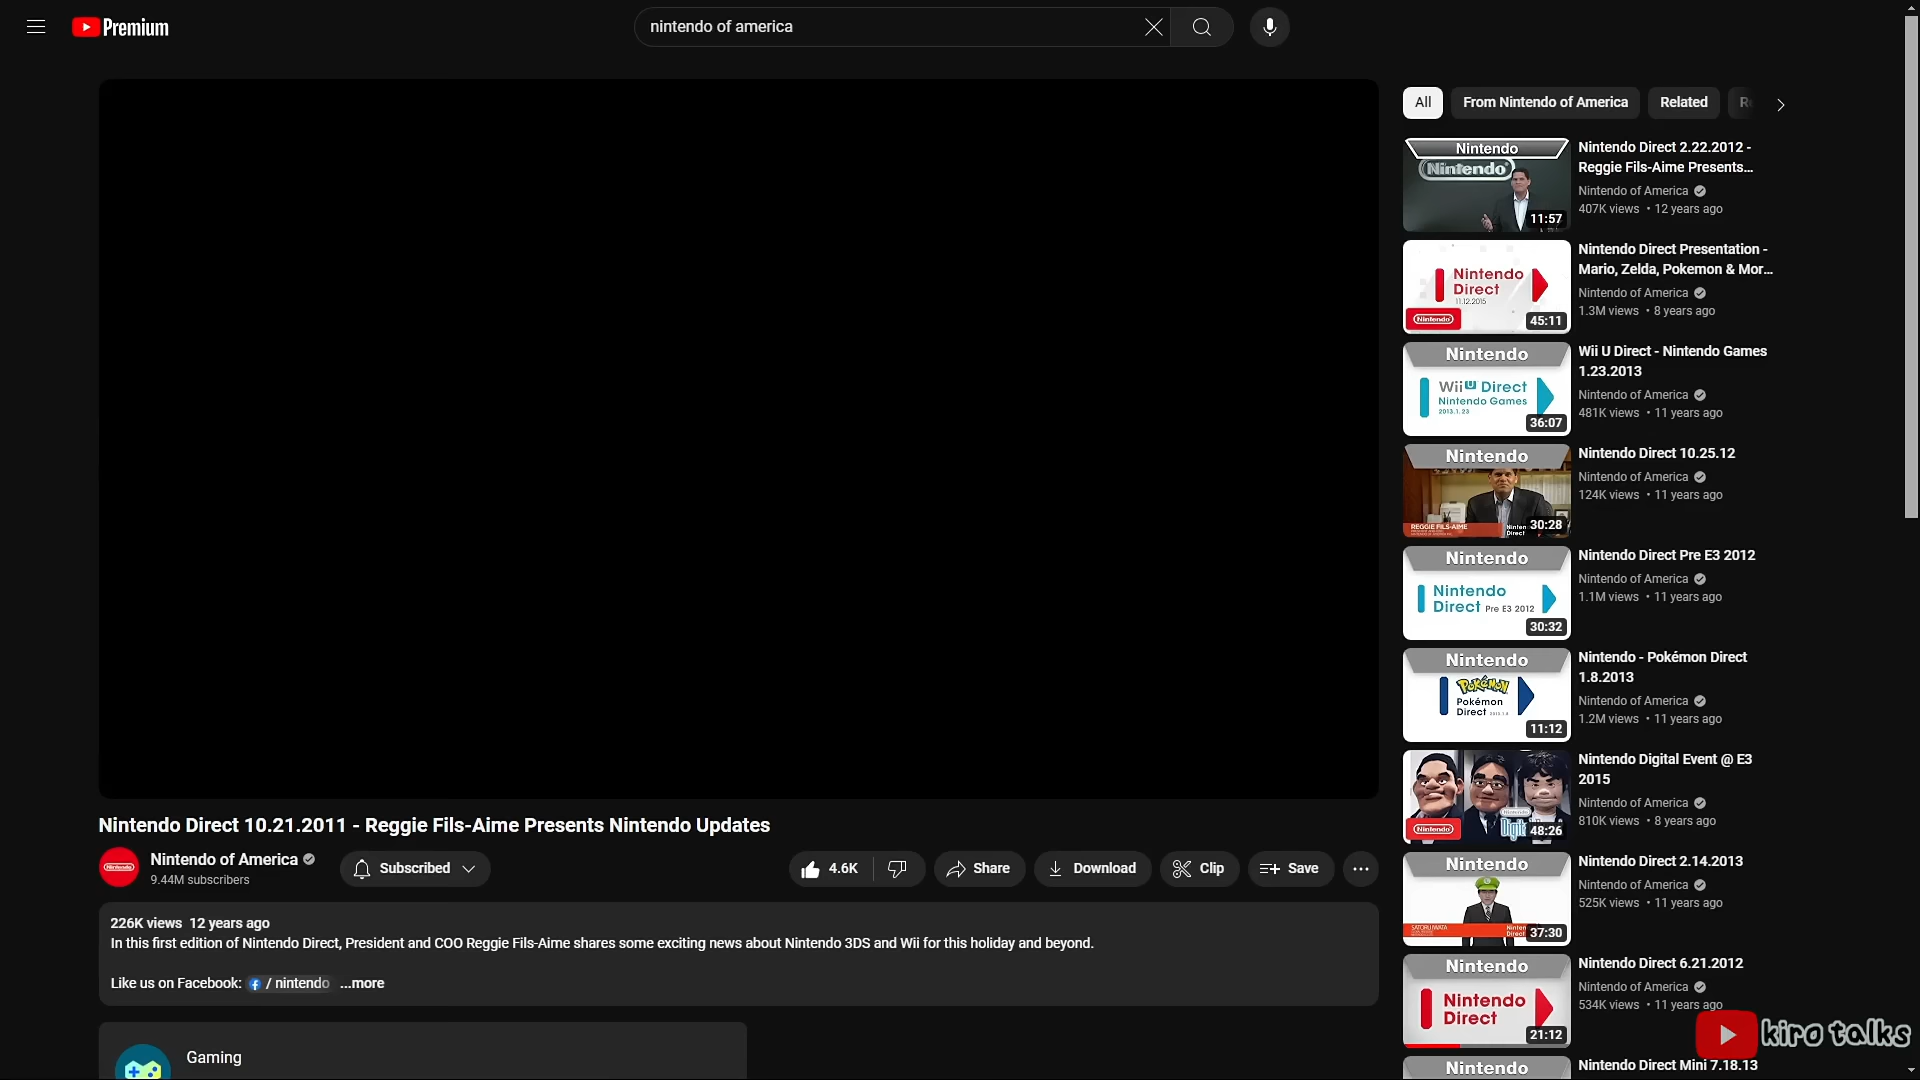 Premium
nintendo of america
All
From Nintendo of America
Related
Nintendo
Nintendo
11:57
Nintendo Direct 2.22.2012 -
Reggie Fils-Aime Presents...
Nintendo of America
407K views • 12 years ago
Nintendo
Direct
11.12.2015
Nintendo
45:11
Nintendo Direct Presentation -
Mario, Zelda, Pokemon & Mor...
Nintendo of America
1.3M views • 8 years ago
Nintendo
Wii U Direct
Nintendo Games
2013.1.23
36:07
Wii U Direct - Nintendo Games
1.23.2013
Nintendo of America
481K views • 11 years ago
Nintendo
REGGIE FILS-AIME
Direct
30:28
Nintendo Direct 10.25.12
Nintendo of America
124K views • 11 years ago
Nintendo
Nintendo
Direct Pre E3 2012
30:32
Nintendo Direct Pre E3 2012
Nintendo of America
1.1M views • 11 years ago
Nintendo
POKéMON
Pokémon
Direct
11:12
Nintendo - Pokémon Direct
1.8.2013
Nintendo of America
1.2M views • 11 years ago
Nintendo
48:26
Nintendo Digital Event @ E3
2015
Nintendo of America
810K views • 8 years ago
Nintendo
SATORU IWATA
Direct
37:30
Nintendo Direct 2.14.2013
Nintendo of America
525K views • 11 years ago
Nintendo
Nintendo
Direct
21:12
Nintendo Direct 6.21.2012
Nintendo of America
534K views • 11 years ago
Nintendo
Nintendo Direct Mini 7.18.13
Nintendo Direct 10.21.2011 - Reggie Fils-Aime Presents Nintendo Updates
Nintendo
Nintendo of America
9.44M subscribers
Subscribed
4.6K
Share
Download
Clip
Save
226K views 12 years ago
In this first edition of Nintendo Direct, President and COO Reggie Fils-Aime shares some exciting news about Nintendo 3DS and Wii for this holiday and beyond.
Like us on Facebook: / nintendo ...more
Gaming
kiro talks